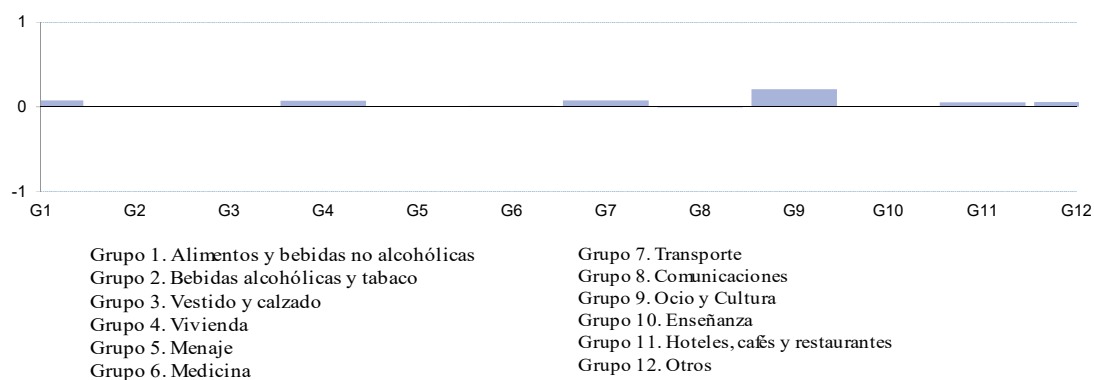 1
0
-1
G1 G2 G3 G4 G5 G6 G7 G8 G9 G10 G11 G12
Grupo 1. Alimentos y bebidas no alcohólicas
Grupo 2. Bebidas alcohólicas y tabaco
Grupo 3. Vestido y calzado
Grupo 4. Vivienda
Grupo 5. Menaje
Grupo 6. Medicina
Grupo 7. Transporte
Grupo 8. Comunicaciones
Grupo 9. Ocio y Cultura
Grupo 10. Enseñanza
Grupo 11. Hoteles, cafés y restaurantes
Grupo 12. Otros